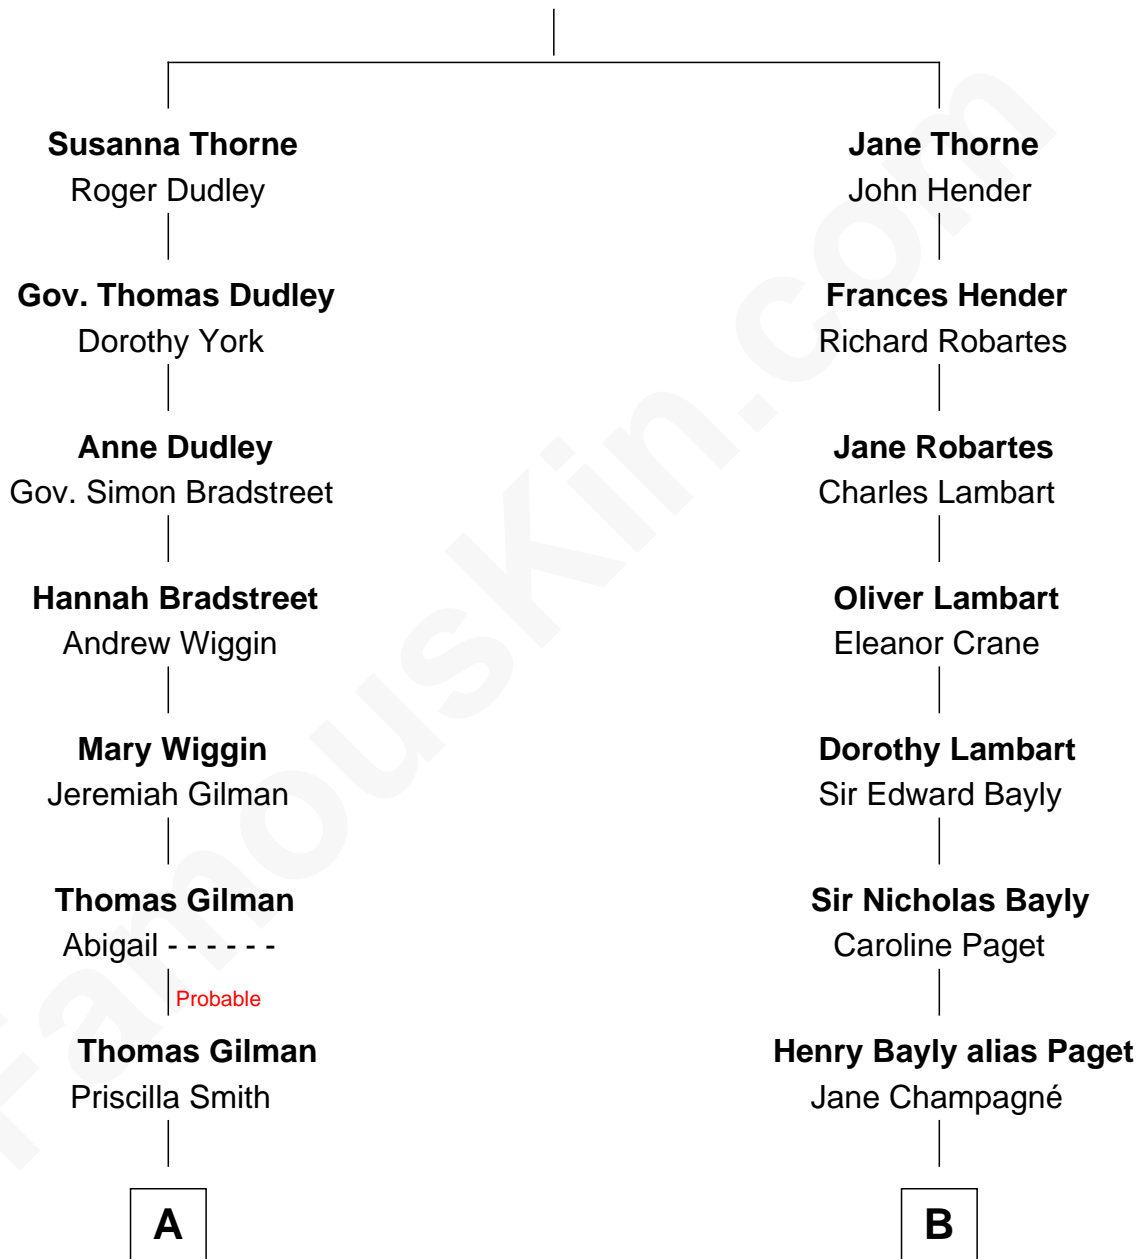 Susanna Thorne
Roger Dudley
Gov. Thomas Dudley
Dorothy York
Anne Dudley
Gov. Simon Bradstreet
Hannah Bradstreet
Andrew Wiggin
Mary Wiggin
Jeremiah Gilman
Thomas Gilman
Abigail - - - - - -
Probable
Thomas Gilman
Priscilla Smith
A
Jane Thorne
John Hender
Frances Hender
Richard Robartes
Jane Robartes
Charles Lambart
Oliver Lambart
Eleanor Crane
Dorothy Lambart
Sir Edward Bayly
Sir Nicholas Bayly
Caroline Paget
Henry Bayly alias Paget
Jane Champagné
B
FamousKin.com